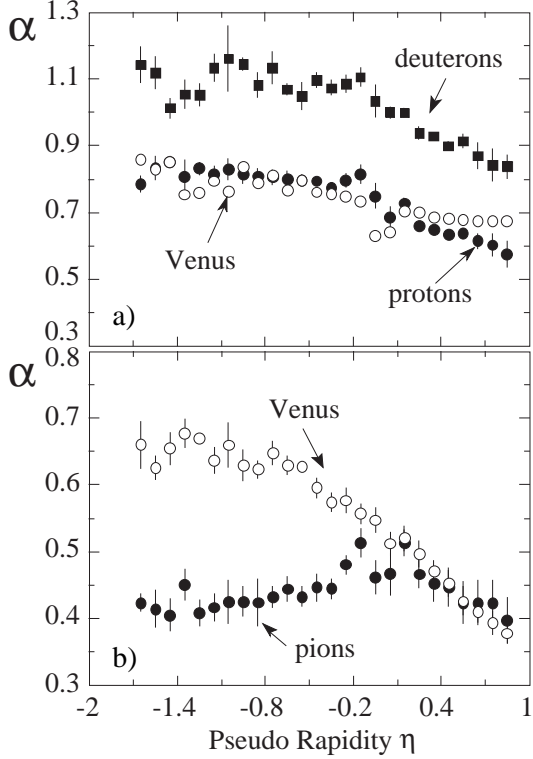 α
1.3
1.1
deuterons
0.9
0.7
Venus
0.5
protons
a)
0.3
α
0.8
Venus
0.7
0.6
0.5
0.4
pions
b)
0.3
-2 -1.4 -0.8 -0.2 0.4 1
Pseudo Rapidity η